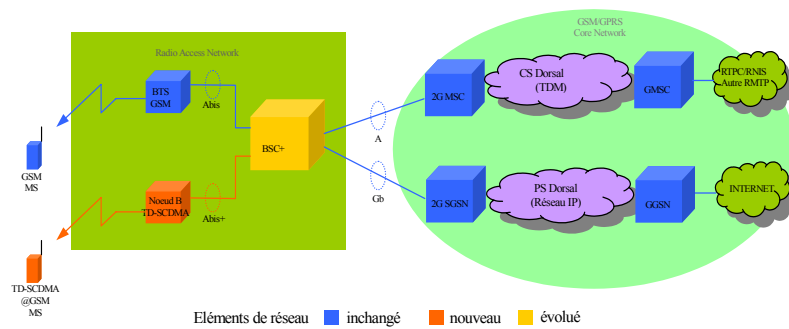 GSM/GPRS
Core Network
Radio Access Network
BTS
GSM
Abis
BSC+
Noeud B
TD-SCDMA
Abis+
GSM
MS
TD-SCDMA
@GSM
MS
A
Gb
2G MSC
CS Dorsal
(TDM)
GMSC
RTPC/RNIS
Autre RMTP
2G SGSN
PS Dorsal
(Réseau IP)
GGSN
INTERNET
Eléments de réseau
inchangé
nouveau
évolué